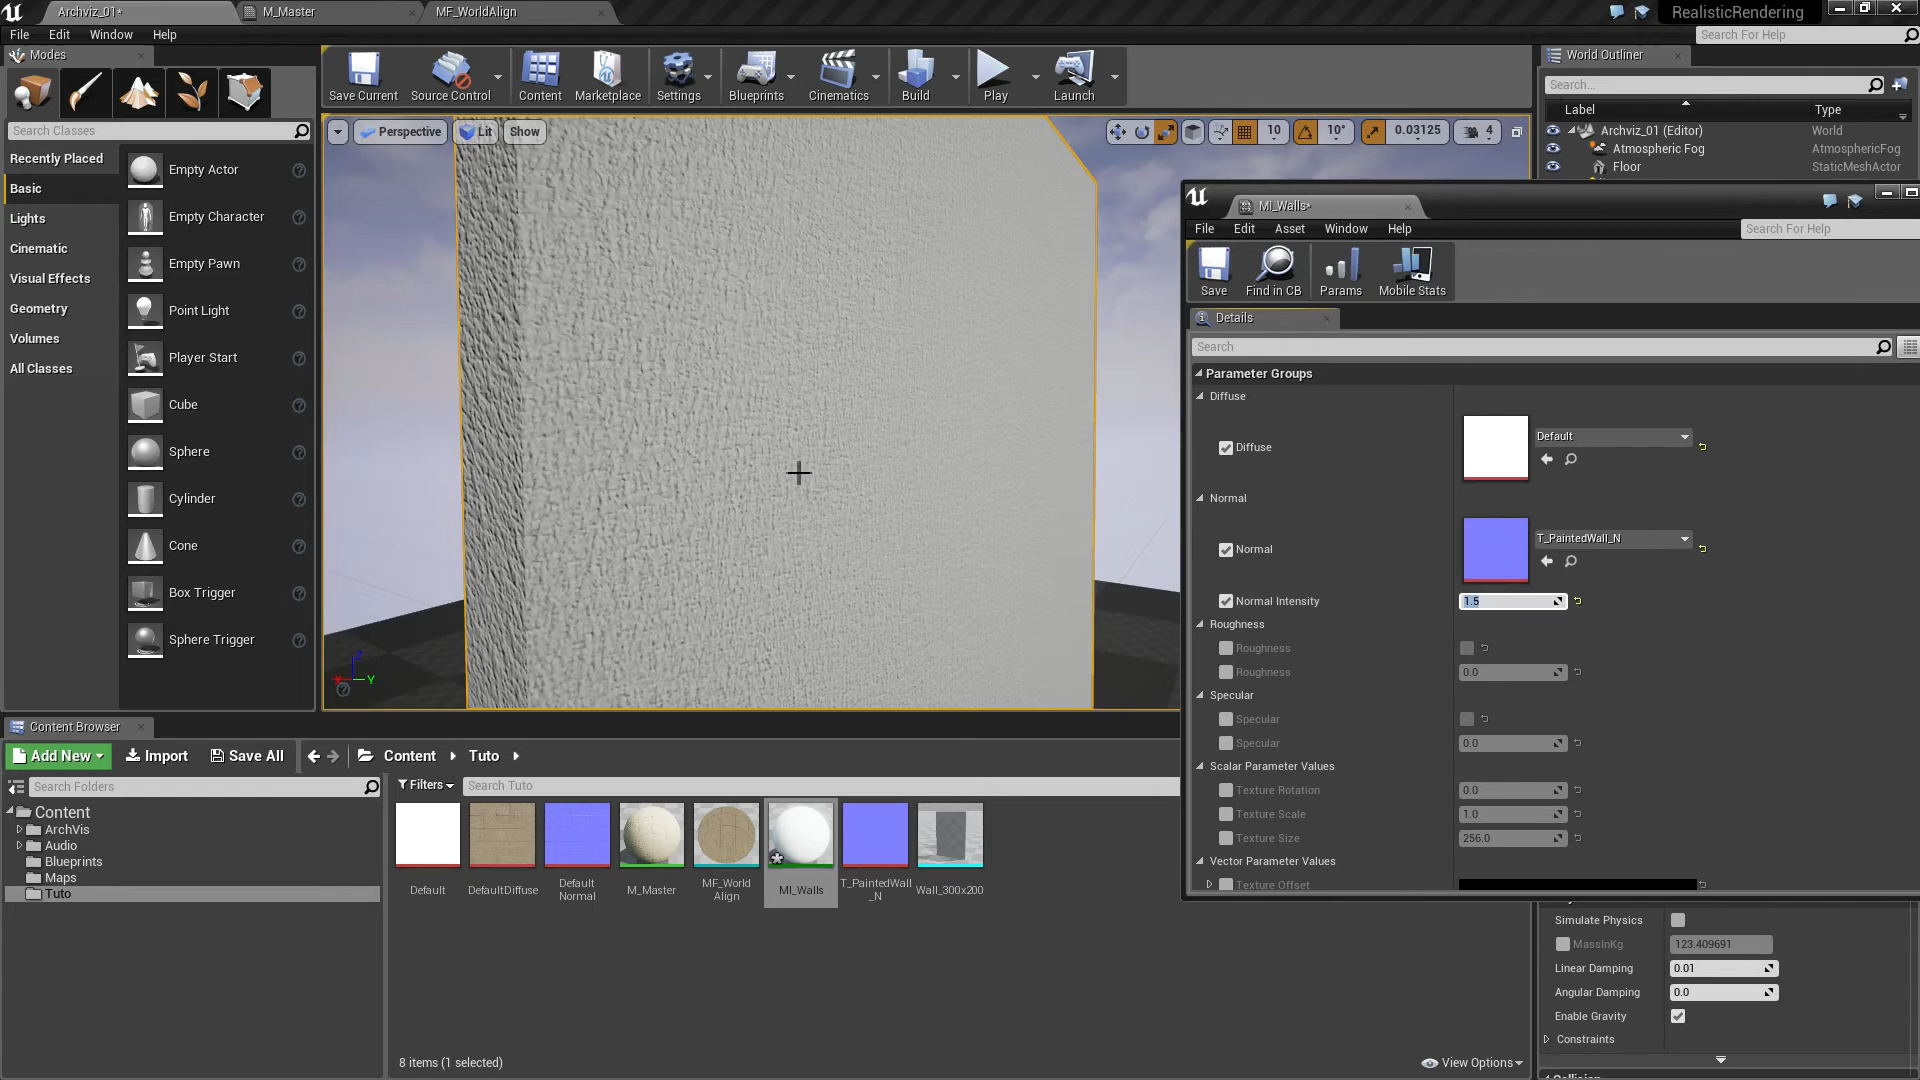 Archviz_01*
M_Master
MF_WorldAlign
RealisticRendering
File Edit Window Help
Search For Help
Modes
Save Current
Source Control
Content
Marketplace
Settings
Blueprints
Cinematics
Build
Play
Launch
World Outliner
Search...
Label Type
Archviz_01 (Editor) World
Atmospheric Fog AtmosphericFog
Floor StaticMeshActor
Search Classes
Recently Placed
Basic
Lights
Cinematic
Visual Effects
Geometry
Volumes
All Classes
Empty Actor
Empty Character
Empty Pawn
Point Light
Player Start
Cube
Sphere
Cylinder
Cone
Box Trigger
Sphere Trigger
Perspective Lit Show
10 10° 0.03125 4
Z
X
Y
MI_Walls*
File Edit Asset Window Help
Search For Help
Save Find in CB Params Mobile Stats
Details
Search
Parameter Groups
Diffuse
Diffuse Default
Normal
Normal T_PaintedWall_N
Normal Intensity 1.5
Roughness
Roughness
Roughness 0.0
Specular
Specular
Specular 0.0
Scalar Parameter Values
Texture Rotation 0.0
Texture Scale 1.0
Texture Size 256.0
Vector Parameter Values
Texture Offset
Simulate Physics
MassInKg 123.409691
Linear Damping 0.01
Angular Damping 0.0
Enable Gravity
Constraints
Content Browser
Add New Import Save All Content Tuto
Search Folders
Filters Search Tuto
Content
ArchVis
Audio
Blueprints
Maps
Tuto
Default
DefaultDiffuse
Default
Normal
M_Master
MF_World
Align
MI_Walls
T_PaintedWall
_N
Wall_300x200
8 items (1 selected)
View Options